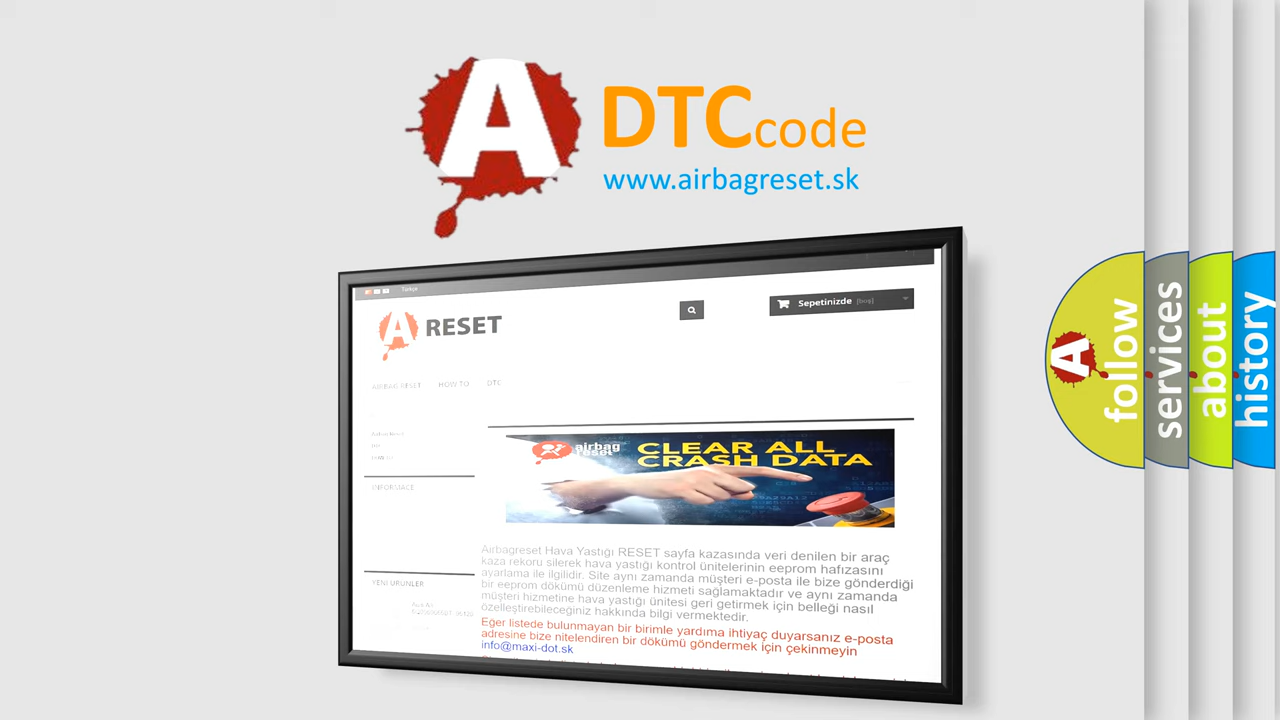 A DTCcode
www.airbagreset.sk
Türkçe
A RESET
Sepetinizde [boş]
AIRBAG RESET HOW TO DTC
INFORMACE
airbag reset
CLEAR ALL
CRASH DATA
Airbagreset Hava Yastığı RESET sayfa kazasında veri denilen bir araç
kaza rekoru silerek hava yastığı kontrol ünitelerinin eeprom hafızasını
ayarlama ile ilgilidir. Site aynı zamanda müşteri e-posta ile bize gönderdiği
bir eeprom dökümü düzenleme hizmeti sağlamaktadır ve aynı zamanda
müşteri hizmetine hava yastığı ünitesi geri getirmek için belleği nasıl
özelleştirebileceğiniz hakkında bilgi vermektedir.
Eğer listede bulunmayan bir birimle yardıma ihtiyaç duyarsanız e-posta
adresine bize nitelendiren bir dökümü göndermek için çekinmeyin
info@maxi-dot.sk
YENI ÜRÜNLER
A follow
services
about
history